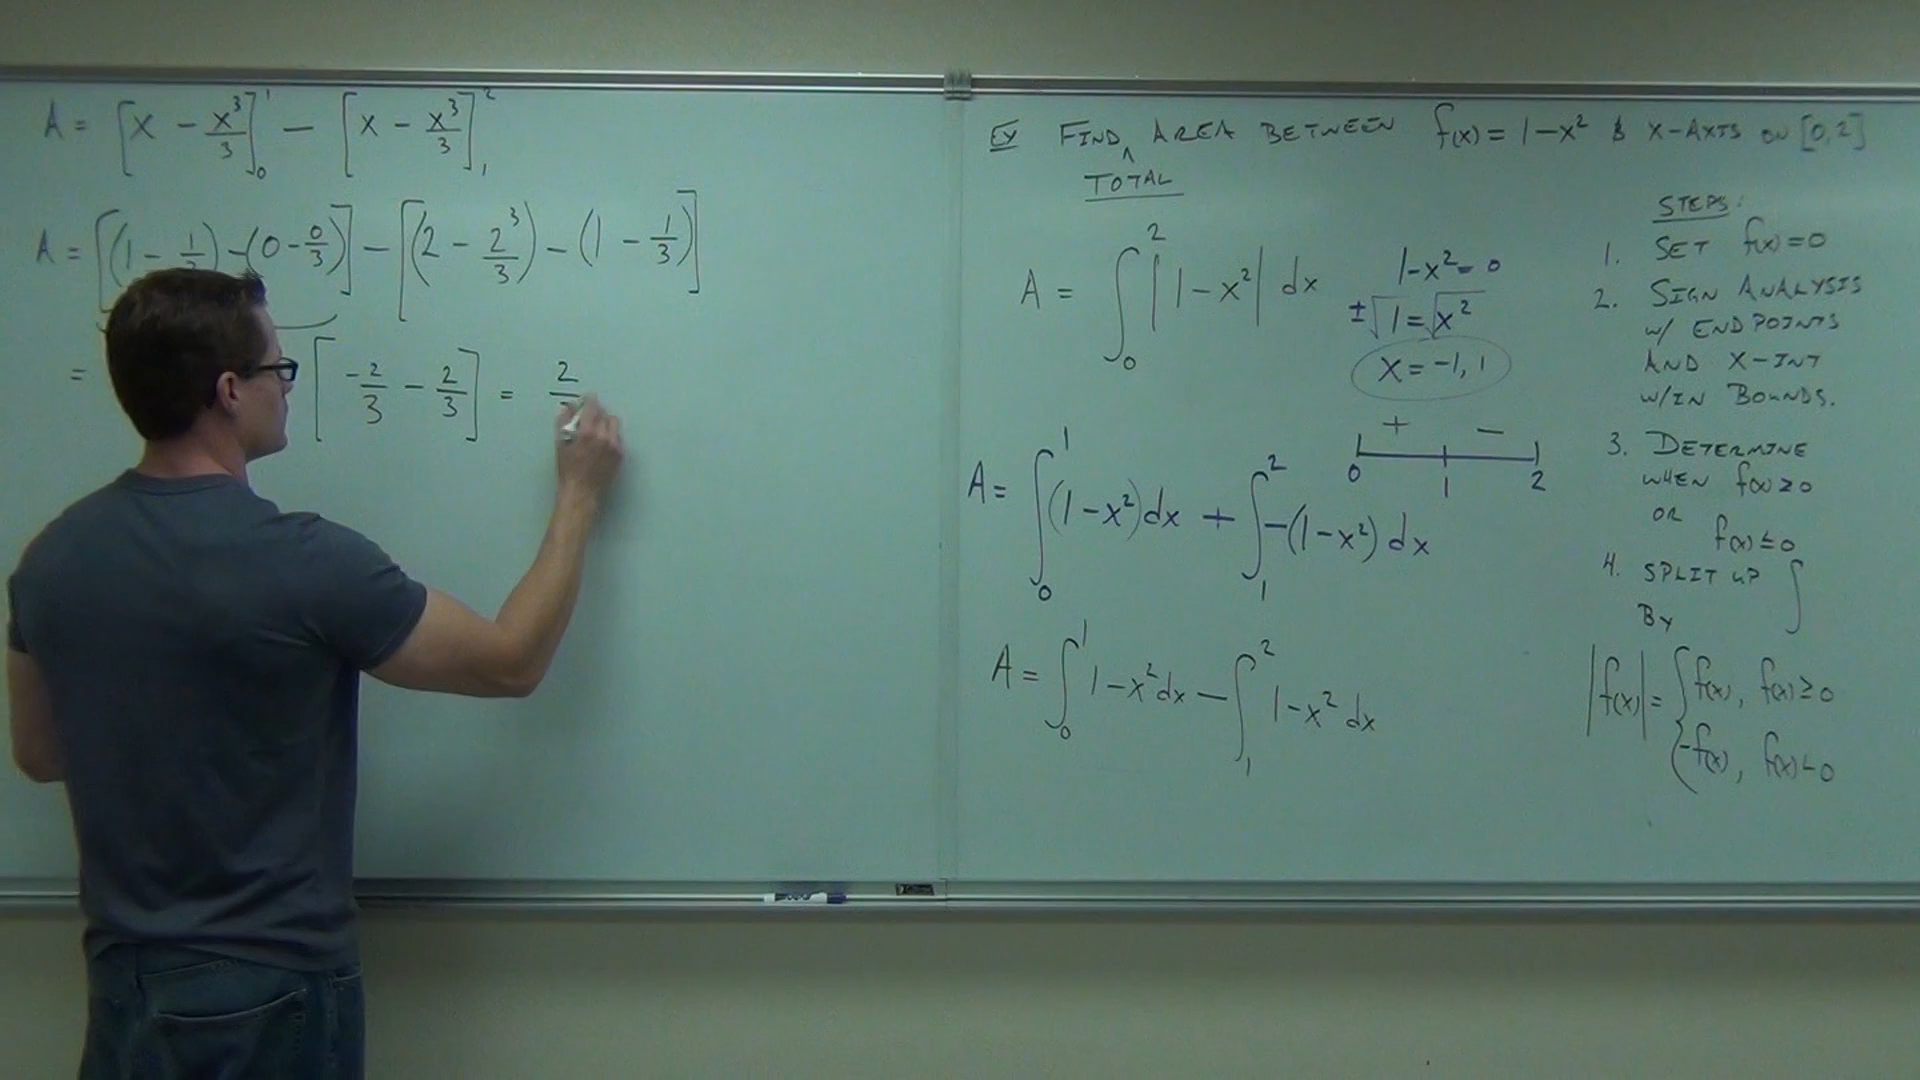 A = [x - x³/3]₀¹ - [x - x³/3]₁²
A = [(1 - 1/3) - (0 - 0/3)] - [(2 - 2³/3) - (1 - 1/3)]
= [-2/3 - 2/3] = 2
Ex FIND ^ AREA BETWEEN f(x) = 1-x² & X-AXIS ON [0,2]
TOTAL
A = ∫₀² |1-x²| dx
1-x² = 0
±√1 = √x²
x = -1, 1
+ -
0 1 2
A = ∫₀¹ (1-x²)dx + ∫₁² -(1-x²) dx
A = ∫₀¹ 1-x² dx - ∫₁² 1-x² dx
STEPS:
1. SET f(x)=0
2. SIGN ANALYSIS
W/ ENDPOINTS
AND X-INT
W/IN BOUNDS.
3. DETERMINE
WHEN f(x) ≥ 0
OR
f(x) ≤ 0
4. SPLIT UP ∫
BY
|f(x)| = { f(x), f(x) ≥ 0
-f(x), f(x) < 0